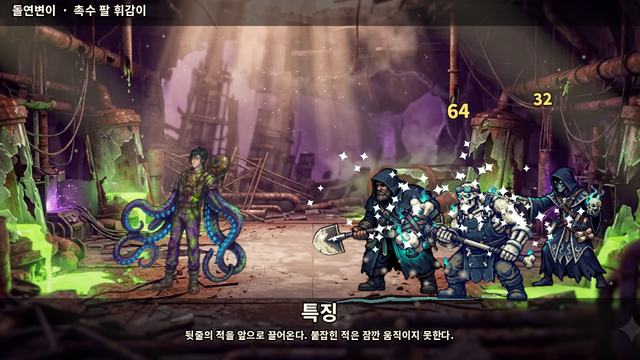 돌연변이 · 촉수 팔 휘감이
64
32
특징
뒷줄의 적을 앞으로 끌어온다. 붙잡힌 적은 잠깐 움직이지 못한다.